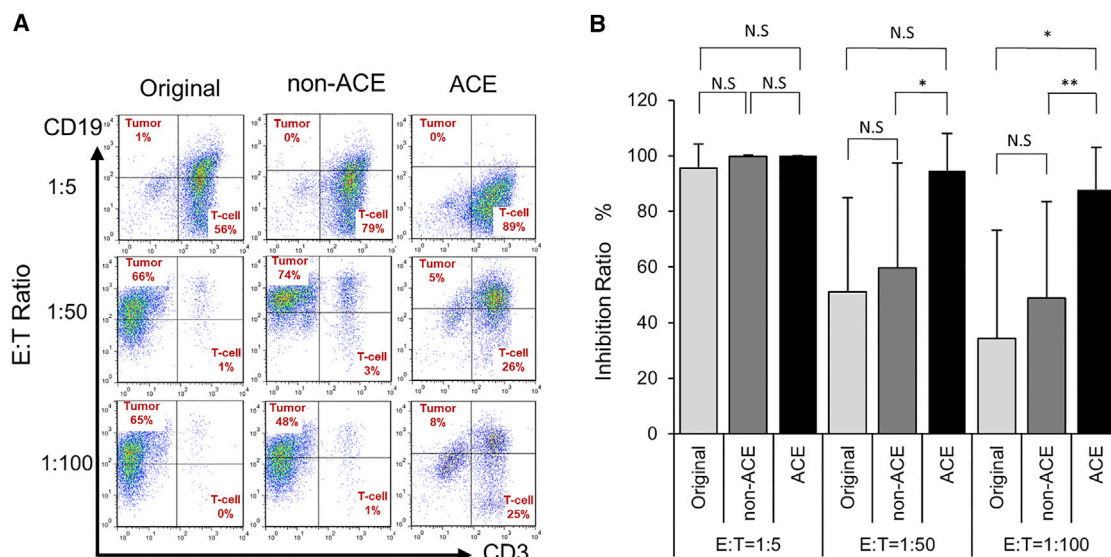 A
Original non-ACE ACE
CD19
E:T Ratio
1:5
Tumor
1%
T-cell
56%
Tumor
0%
T-cell
79%
Tumor
0%
T-cell
89%
1:50
Tumor
66%
T-cell
1%
Tumor
74%
T-cell
3%
Tumor
5%
T-cell
26%
1:100
Tumor
65%
T-cell
0%
Tumor
48%
T-cell
1%
Tumor
8%
T-cell
25%
CD3
B
N.S N.S *
N.S N.S * **
N.S N.S
Inhibition Ratio %
120
100
80
60
40
20
0
Original non-ACE ACE Original non-ACE ACE Original non-ACE ACE
E:T=1:5 E:T=1:50 E:T=1:100